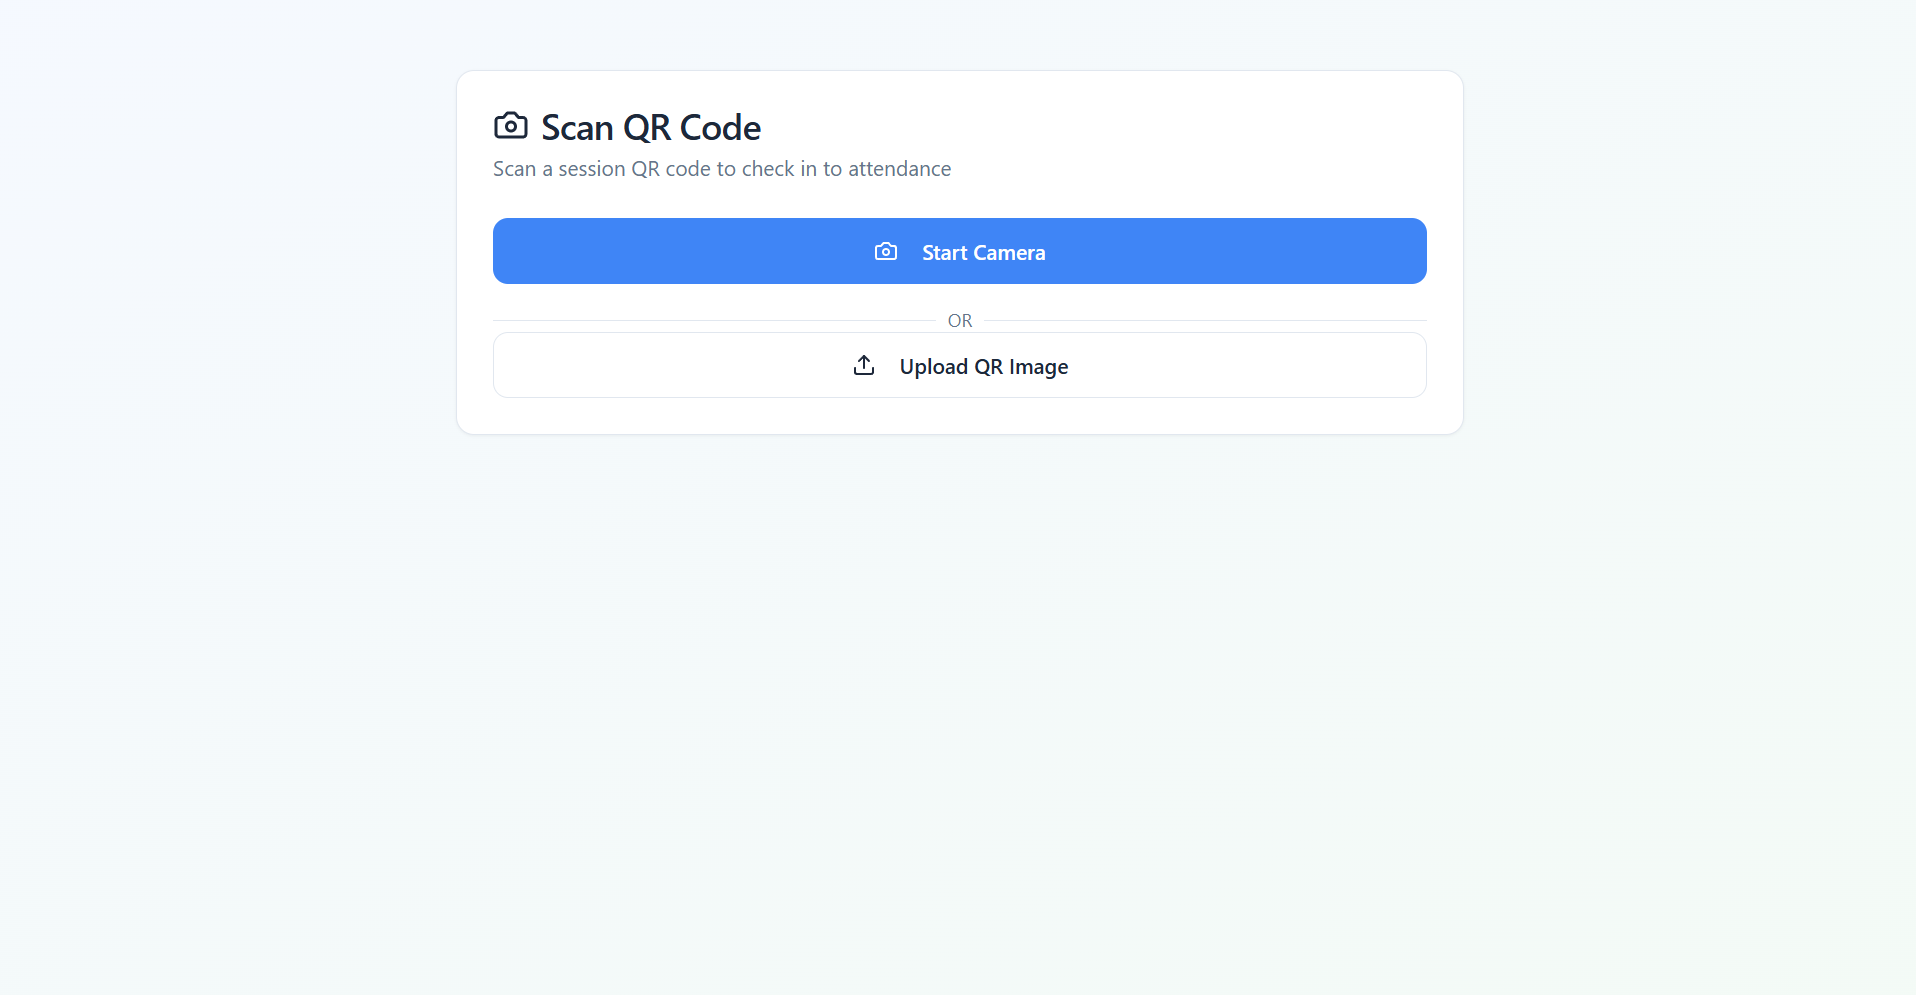 Scan QR Code
Scan a session QR code to check in to attendance
Start Camera
OR
Upload QR Image